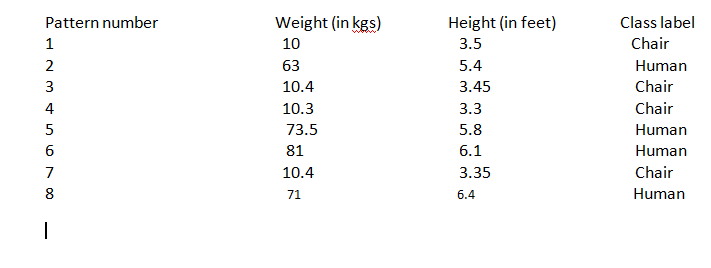 Pattern number Weight (in kgs) Height (in feet) Class label
1 10 3.5 Chair
2 63 5.4 Human
3 10.4 3.45 Chair
4 10.3 3.3 Chair
5 73.5 5.8 Human
6 81 6.1 Human
7 10.4 3.35 Chair
8 71 6.4 Human